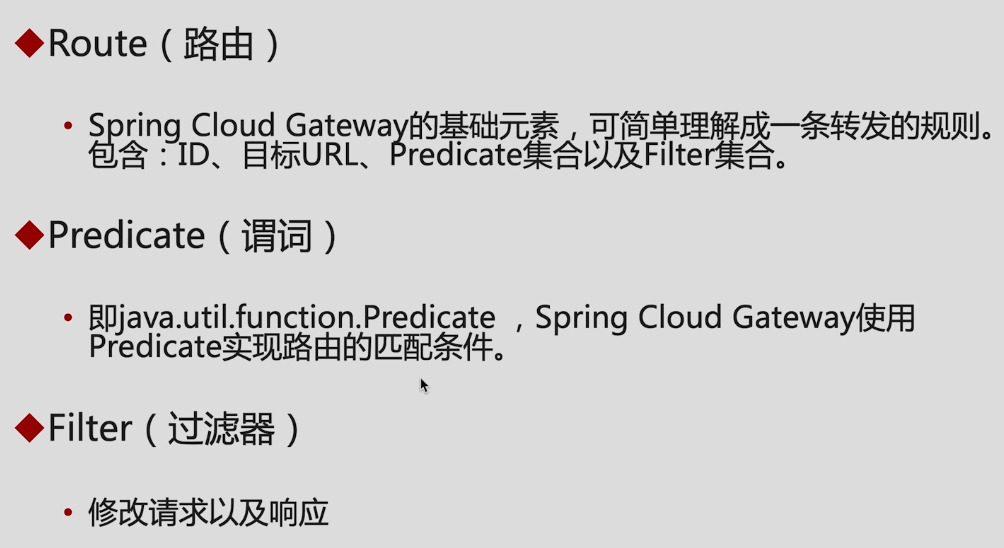 ◆Route（路由）
• Spring Cloud Gateway的基础元素，可简单理解成一条转发的规则。
包含：ID、目标URL、Predicate集合以及Filter集合。
◆Predicate（谓词）
• 即java.util.function.Predicate ，Spring Cloud Gateway使用
Predicate实现路由的匹配条件。
◆Filter（过滤器）
• 修改请求以及响应